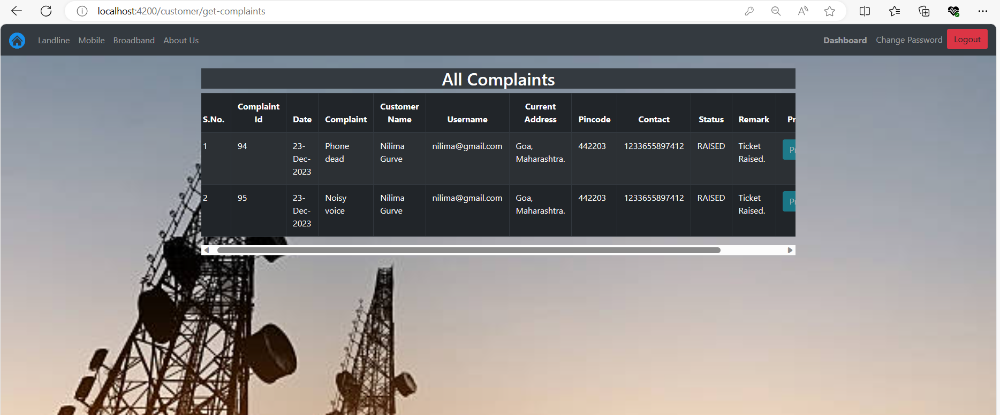 localhost:4200/customer/get-complaints
Landline Mobile Broadband About Us Dashboard Change Password Logout
All Complaints
S.No. Complaint Id Date Complaint Customer Name Username Current Address Pincode Contact Status Remark
1 94 23-Dec-2023 Phone dead Nilima Gurve nilima@gmail.com Goa, Maharashtra. 442203 1233655897412 RAISED Ticket Raised.
2 95 23-Dec-2023 Noisy voice Nilima Gurve nilima@gmail.com Goa, Maharashtra. 442203 1233655897412 RAISED Ticket Raised.